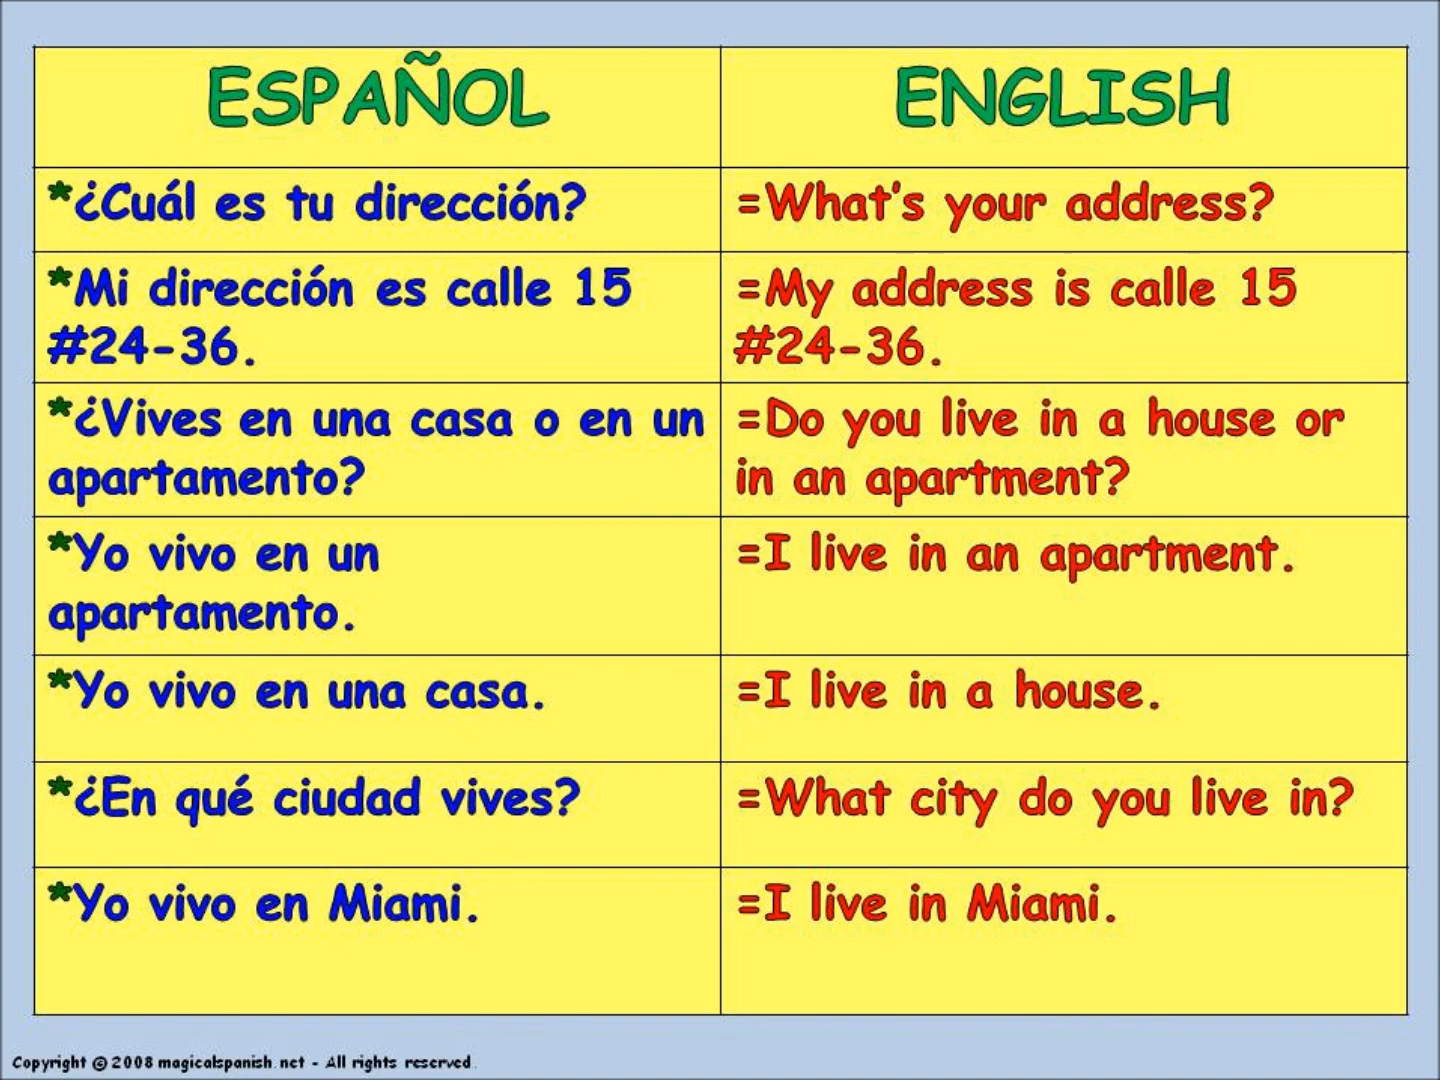 ESPAÑOL
ENGLISH
*¿Cuál es tu dirección?
=What's your address?
*Mi dirección es calle 15
#24-36.
=My address is calle 15
#24-36.
*¿Vives en una casa o en un
apartamento?
=Do you live in a house or
in an apartment?
*Yo vivo en un
apartamento.
=I live in an apartment.
*Yo vivo en una casa.
=I live in a house.
*¿En qué ciudad vives?
=What city do you live in?
*Yo vivo en Miami.
=I live in Miami.
Copyright © 2008 magicalspanish.net - All rights reserved.